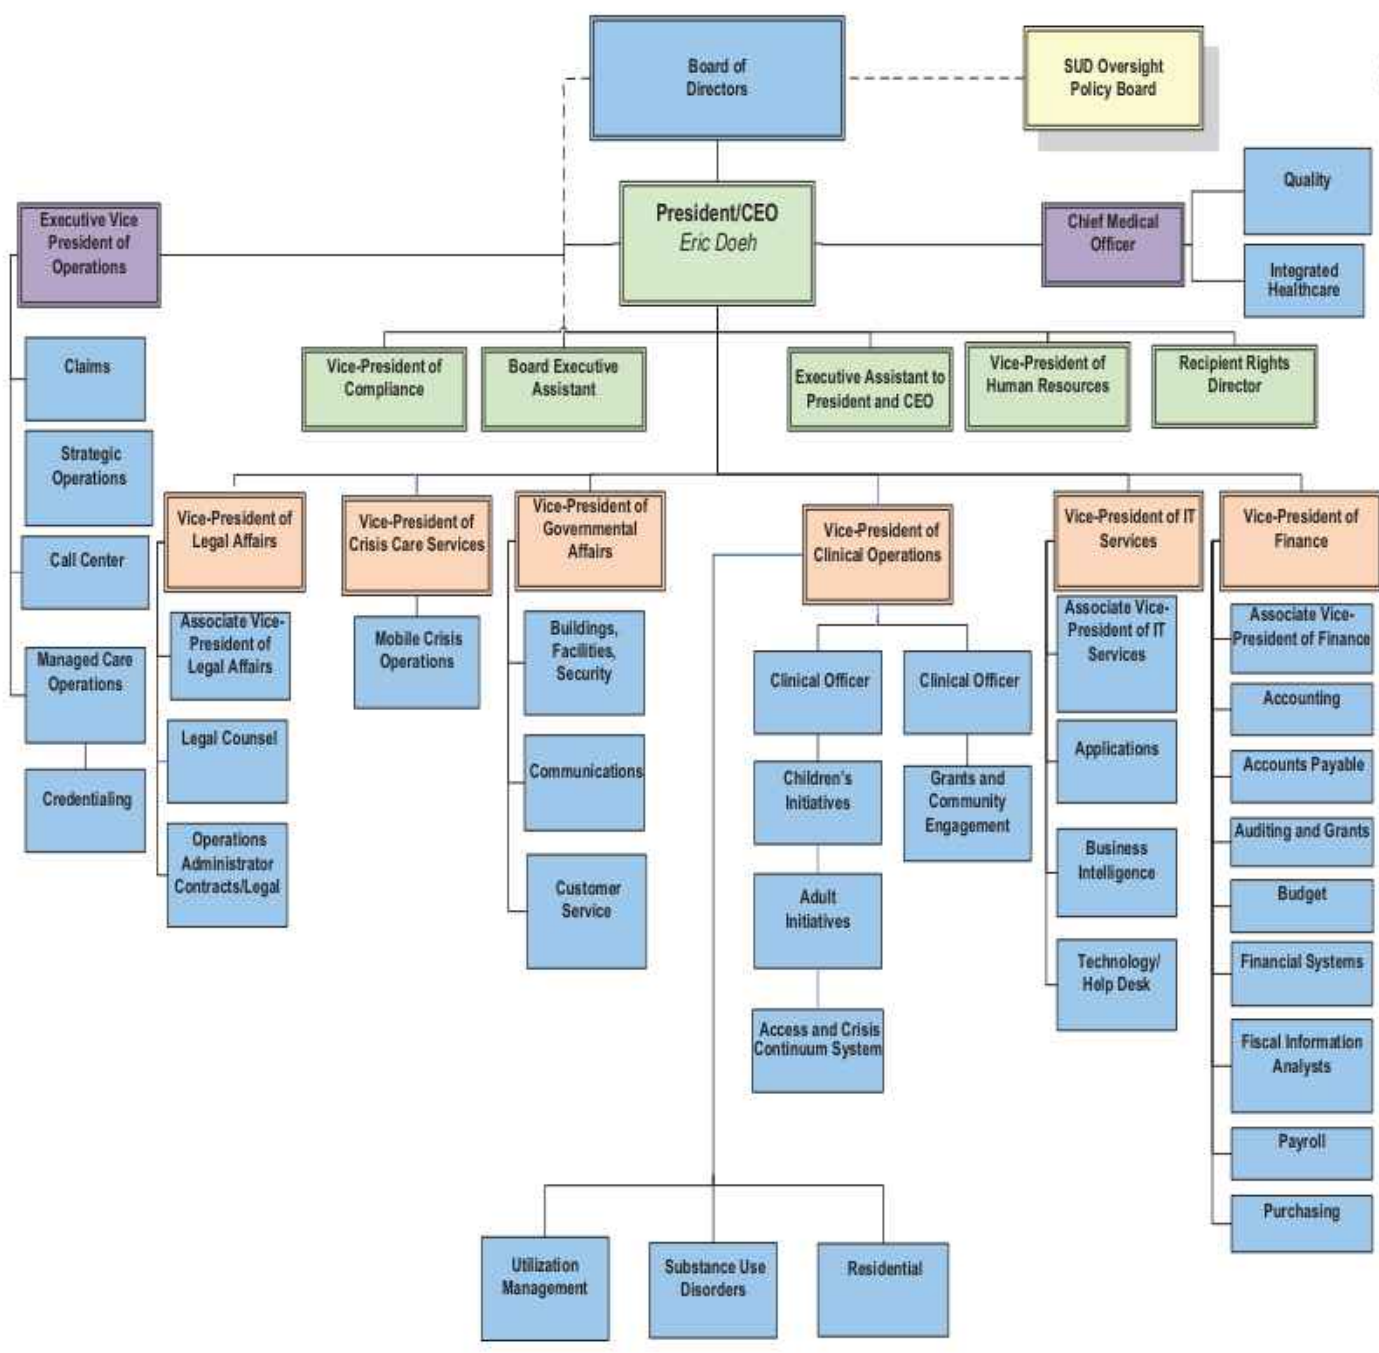 Board of
Directors
SUD Oversight
Policy Board
Quality
President/CEO
Eric Doeh
Executive Vice
President of
Operations
Chief Medical
Officer
Integrated
Healthcare
Claims
Vice-President of
Compliance
Board Executive
Assistant
Executive Assistant to
President and CEO
Vice-President of
Human Resources
Recipient Rights
Director
Strategic
Operations
Call Center
Managed Care
Operations
Credentialing
Vice-President of
Legal Affairs
Associate Vice-
President of
Legal Affairs
Legal Counsel
Operations
Administrator
Contracts/Legal
Vice-President of
Crisis Care Services
Mobile Crisis
Operations
Vice-President of
Governmental
Affairs
Buildings,
Facilities,
Security
Communications
Customer
Service
Vice-President of
Clinical Operations
Clinical Officer
Children's
Initiatives
Adult
Initiatives
Access and Crisis
Continuum System
Clinical Officer
Grants and
Community
Engagement
Utilization
Management
Substance Use
Disorders
Residential
Vice-President of IT
Services
Associate Vice-
President of IT
Services
Applications
Business
Intelligence
Technology/
Help Desk
Vice-President of
Finance
Associate Vice-
President of Finance
Accounting
Accounts Payable
Auditing and Grants
Budget
Financial Systems
Fiscal Information
Analysts
Payroll
Purchasing